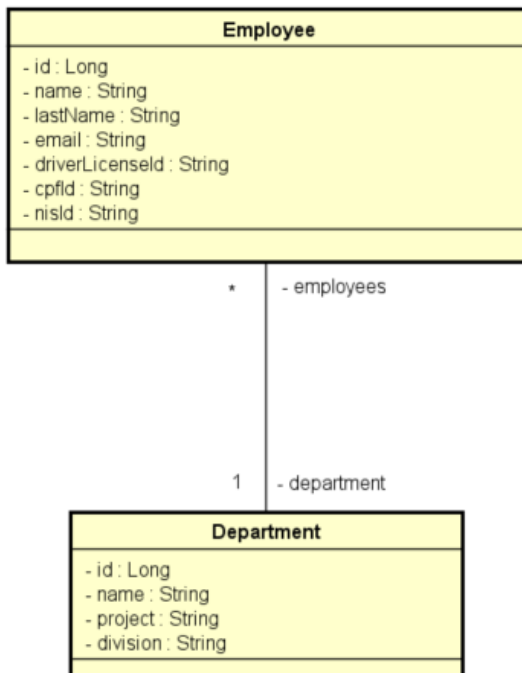 Employee
- id : Long
- name : String
- lastName : String
- email : String
- driverLicenseId : String
- cpfId : String
- nisId : String
* - employees
1 - department
Department
- id : Long
- name : String
- project : String
- division : String